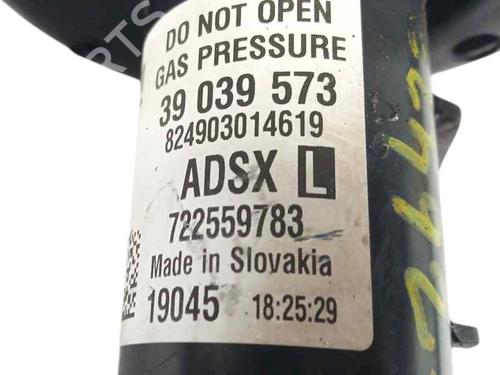 DO NOT OPEN
GAS PRESSURE
39 039 573
824903014619
ADSX L
722559783
Made in Slovakia
19045 18:25:29